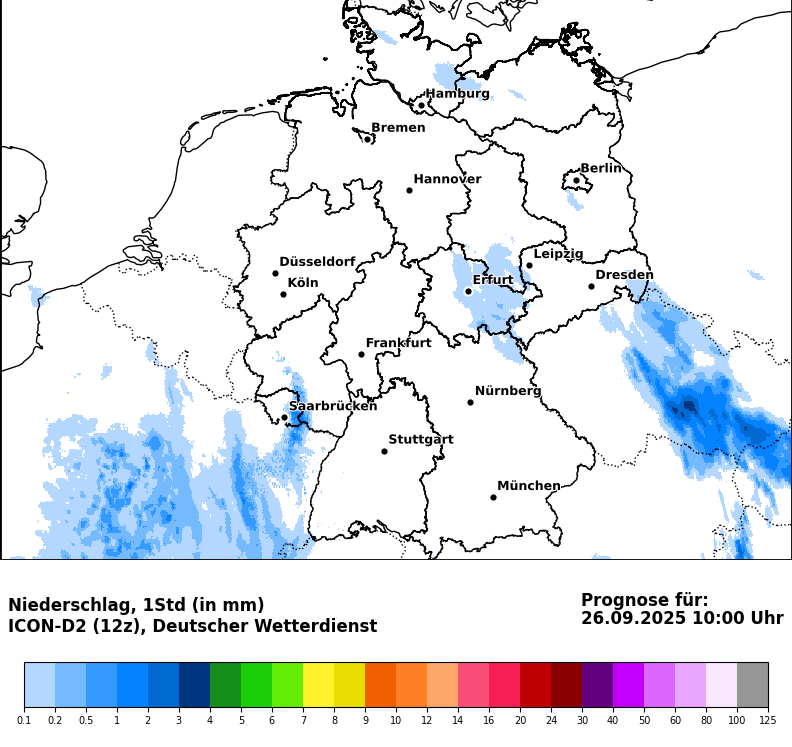 Hamburg
Bremen
Berlin
Hannover
Leipzig
Düsseldorf
Dresden
Köln
Erfurt
Frankfurt
Nürnberg
Saarbrücken
Stuttgart
München
Niederschlag, 1Std (in mm)
ICON-D2 (12z), Deutscher Wetterdienst
Prognose für:
26.09.2025 10:00 Uhr
0.1 0.2 0.5 1 2 3 4 5 6 7 8 9 10 12 14 16 20 24 30 40 50 60 80 100 125